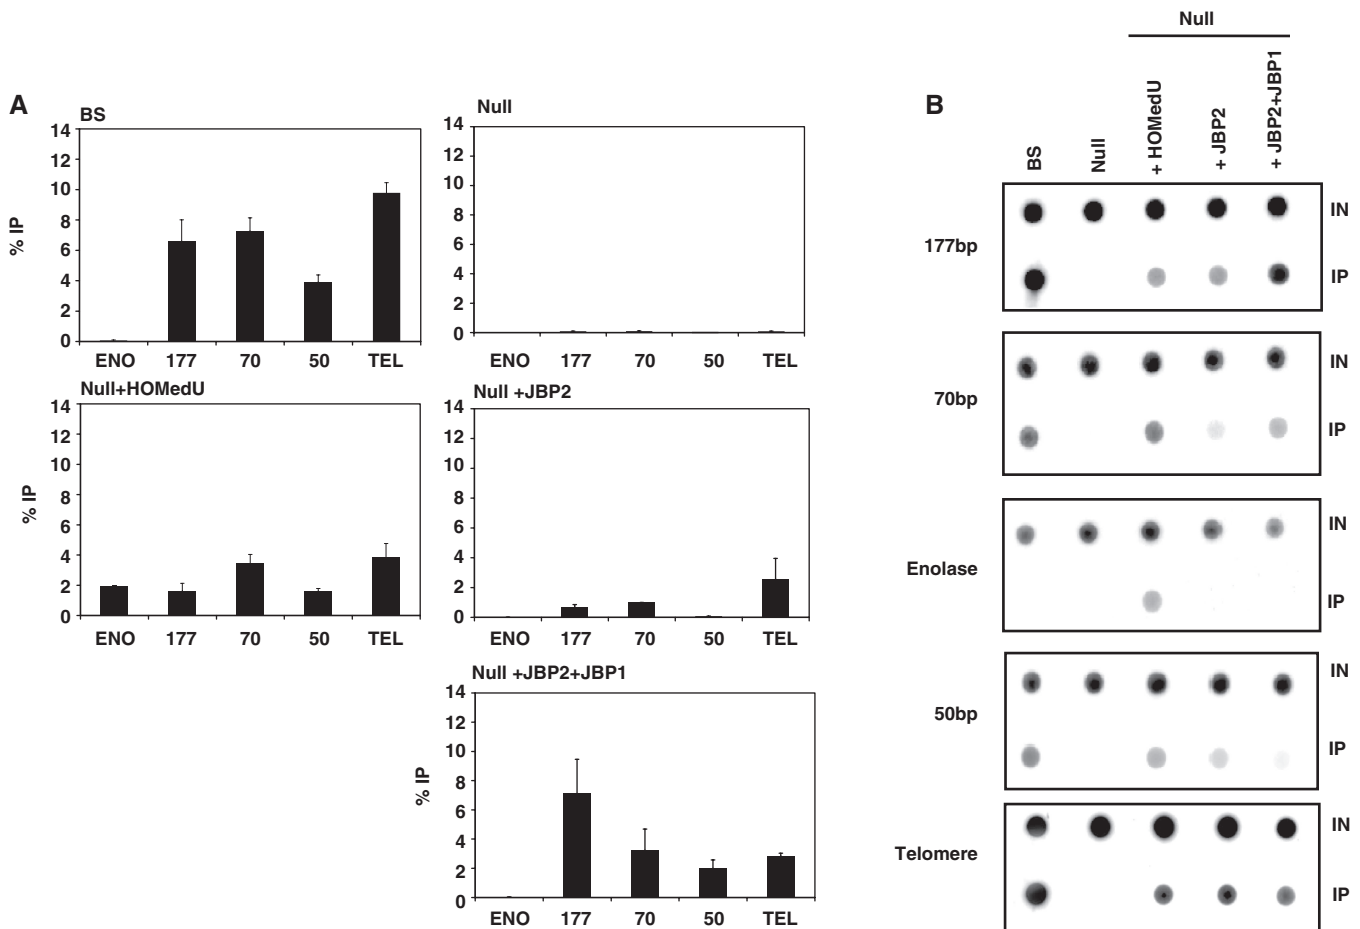 A
BS
14
12
10
8
6
4
2
0
% IP
ENO 177 70 50 TEL
Null
14
12
10
8
6
4
2
0
ENO 177 70 50 TEL
Null+HOMedU
14
12
10
8
6
4
2
0
% IP
ENO 177 70 50 TEL
Null +JBP2
14
12
10
8
6
4
2
0
ENO 177 70 50 TEL
Null +JBP2+JBP1
14
12
10
8
6
4
2
0
% IP
ENO 177 70 50 TEL
B
Null
BS
Null
+ HOMedU
+ JBP2
+ JBP2+JBP1
177bp
IN
IP
70bp
IN
IP
Enolase
IN
IP
50bp
IN
IP
Telomere
IN
IP